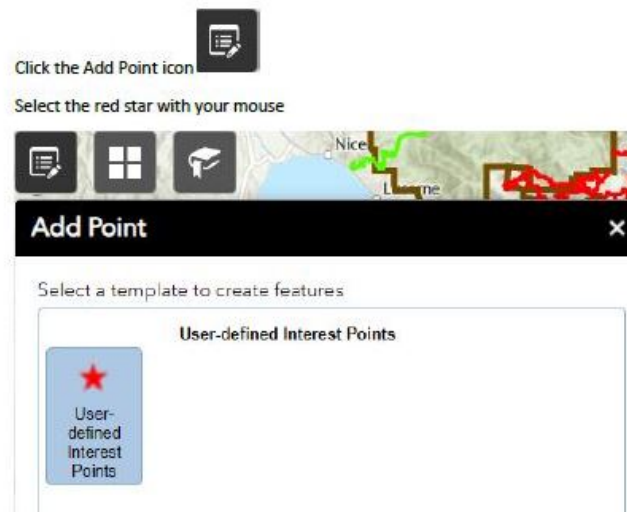 Click the Add Point icon
Select the red star with your mouse
Nice
Add Point
×
Select a template to create features
User-defined Interest Points
User-
defined
Interest
Points